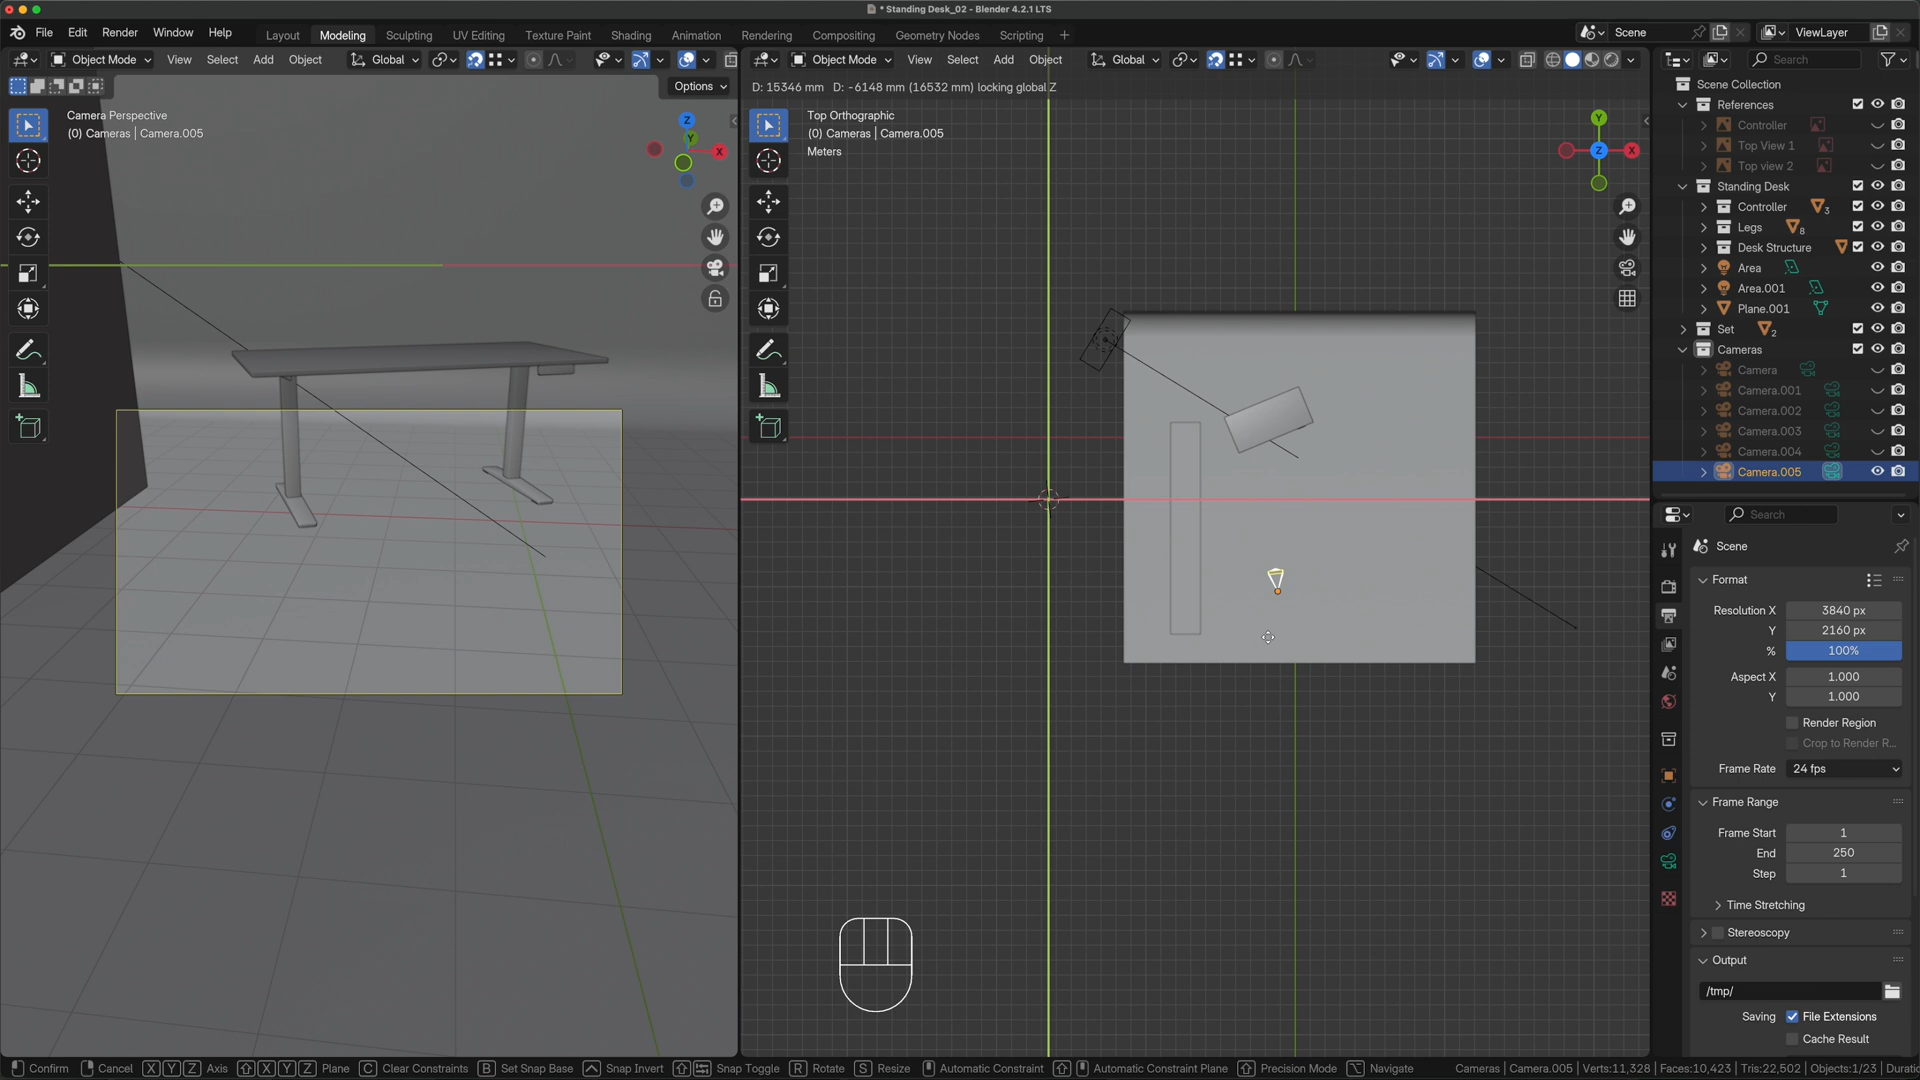 * Standing Desk_02 - Blender 4.2.1 LTS
File Edit Render Window Help
Layout Modeling Sculpting UV Editing Texture Paint Shading Animation Rendering Compositing Geometry Nodes Scripting +
Scene
ViewLayer
Object Mode View Select Add Object Global
Object Mode View Select Add Object Global
Search
Options
D: 15346 mm D: -6148 mm (16532 mm) locking global Z
Camera Perspective
(0) Cameras | Camera.005
Z
Y
X
Top Orthographic
(0) Cameras | Camera.005
Meters
Y
Z
X
Scene Collection
References
Controller
Top View 1
Top view 2
Standing Desk
Controller 3
Legs 8
Desk Structure
Area
Area.001
Plane.001
Set 2
Cameras
Camera
Camera.001
Camera.002
Camera.003
Camera.004
Camera.005
Search
Scene
Format
Resolution X 3840 px
Y 2160 px
% 100%
Aspect X 1.000
Y 1.000
Render Region
Crop to Render R...
Frame Rate 24 fps
Frame Range
Frame Start 1
End 250
Step 1
Time Stretching
Stereoscopy
Output
/tmp/
Saving File Extensions
Cache Result
Confirm Cancel X Y Z Axis X Y Z Plane C Clear Constraints B Set Snap Base Snap Invert Snap Toggle R Rotate S Resize Automatic Constraint Automatic Constraint Plane Precision Mode Navigate Cameras | Camera.005 | Verts:11,328 | Faces:10,423 | Tris:22,502 | Objects:1/23 | Duratio